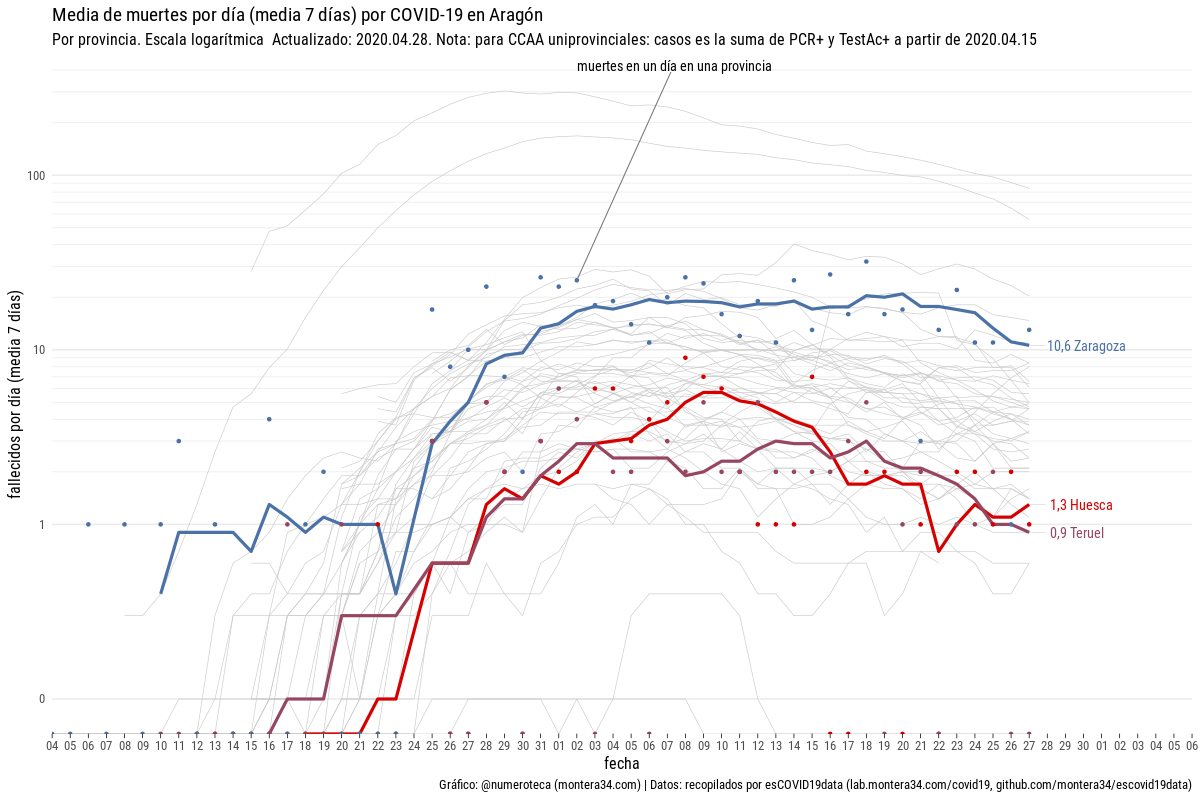 Media de muertes por día (media 7 días) por COVID-19 en Aragón
Por provincia. Escala logarítmica  Actualizado: 2020.04.28. Nota: para CCAA uniprovinciales: casos es la suma de PCR+ y TestAc+ a partir de 2020.04.15
muertes en un día en una provincia
fallecidos por día (media 7 días)
100
10
1
0
10,6 Zaragoza
1,3 Huesca
0,9 Teruel
04 05 06 07 08 09 10 11 12 13 14 15 16 17 18 19 20 21 22 23 24 25 26 27 28 29 30 31 01 02 03 04 05 06 07 08 09 10 11 12 13 14 15 16 17 18 19 20 21 22 23 24 25 26 27 28 29 30 01 02 03 04 05 06
fecha
Gráfico: @numeroteca (montera34.com) | Datos: recopilados por esCOVID19data (lab.montera34.com/covid19, github.com/montera34/escovid19data)